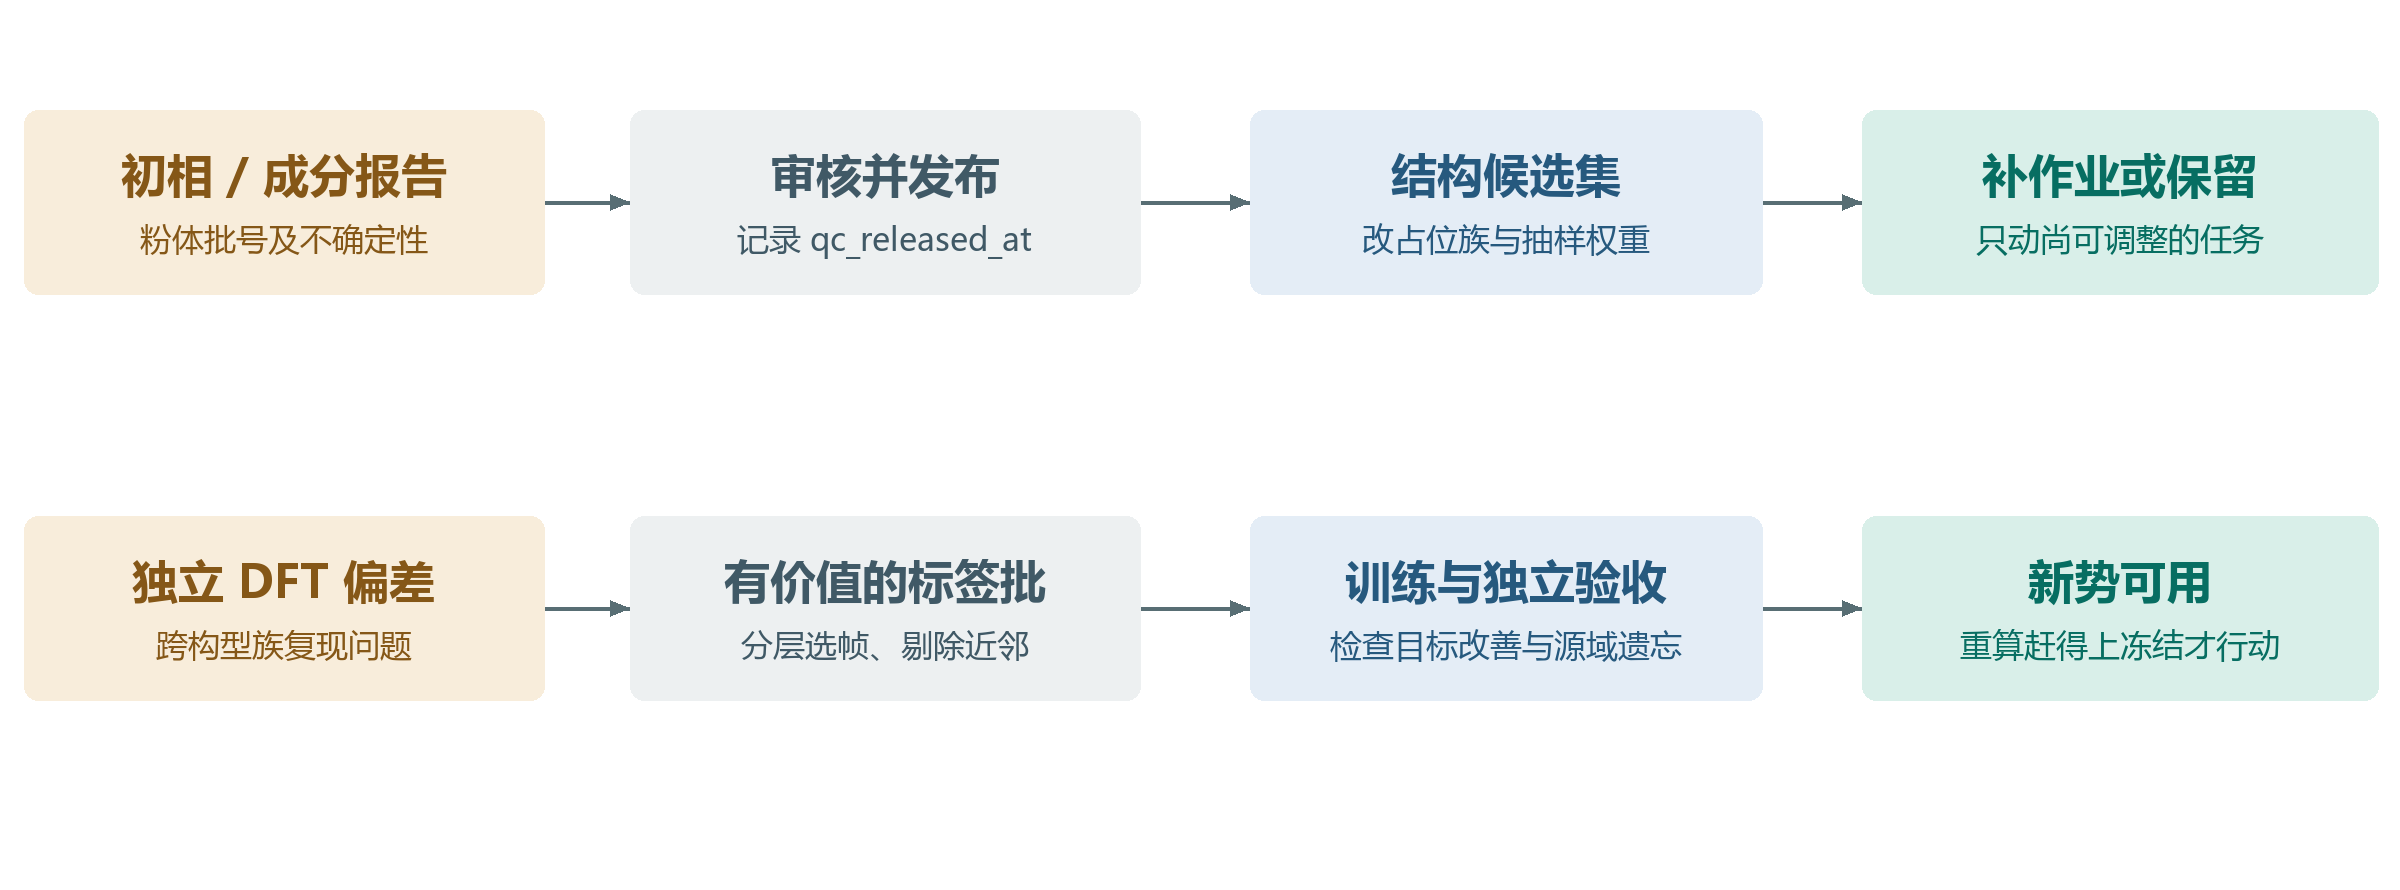 初相 / 成分报告
粉体批号及不确定性
审核并发布
记录 qc_released_at
结构候选集
改占位族与抽样权重
补作业或保留
只动尚可调整的任务
独立 DFT 偏差
跨构型族复现问题
有价值的标签批
分层选帧、剔除近邻
训练与独立验收
检查目标改善与源域遗忘
新势可用
重算赶得上冻结才行动